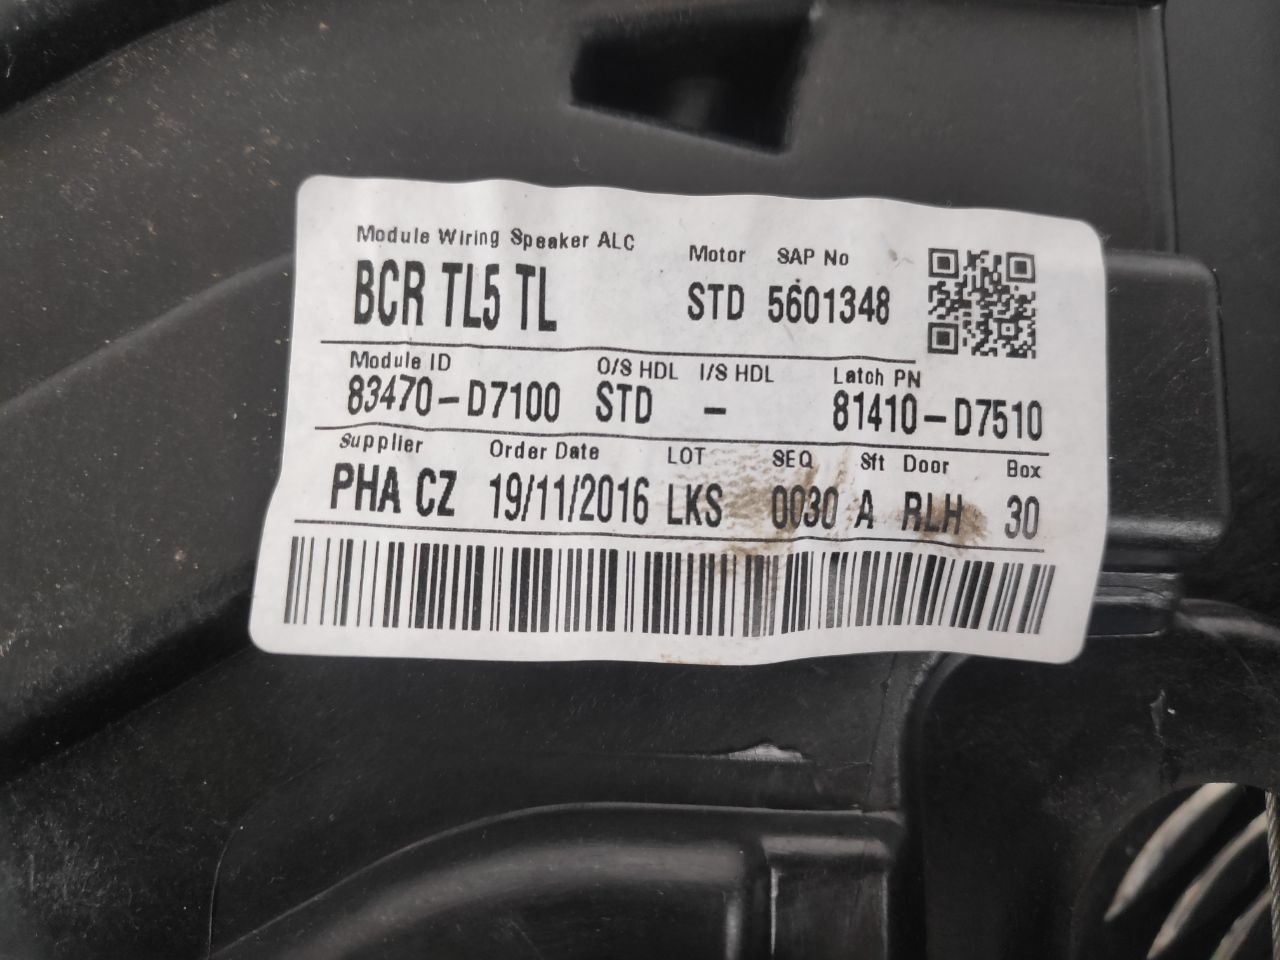 Module Wiring Speaker ALC Motor SAP No
BCR TL5 TL STD 5601348
Module ID O/S HDL I/S HDL Latch PN
83470-D7100 STD - 81410-D7510
Supplier Order Date LOT SEQ Sft Door Box
PHA CZ 19/11/2016 LKS 0030 A RLH 30